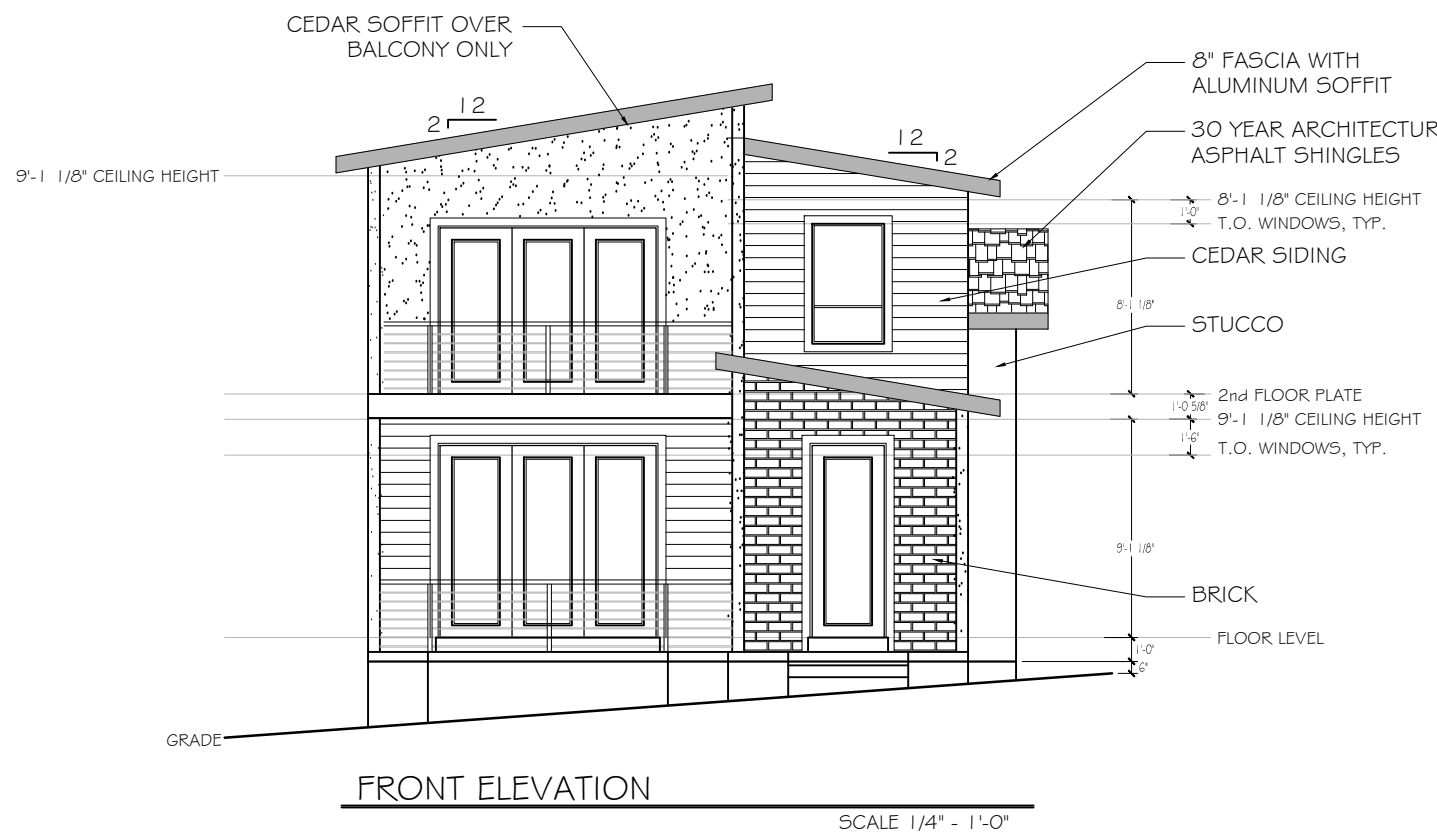 CEDAR SOFFIT OVER
BALCONY ONLY
8" FASCIA WITH
ALUMINUM SOFFIT
12
2
12
2
30 YEAR ARCHITECTUR
ASPHALT SHINGLES
9'-1 1/8" CEILING HEIGHT
8'-1 1/8" CEILING HEIGHT
1'-0"
T.O. WINDOWS, TYP.
CEDAR SIDING
8'-1 1/8"
STUCCO
2nd FLOOR PLATE
1'-0 5/8"
9'-1 1/8" CEILING HEIGHT
1'-6"
T.O. WINDOWS, TYP.
9'-1 1/8"
BRICK
FLOOR LEVEL
1'-0"
6"
GRADE
FRONT ELEVATION
SCALE 1/4" - 1'-0"